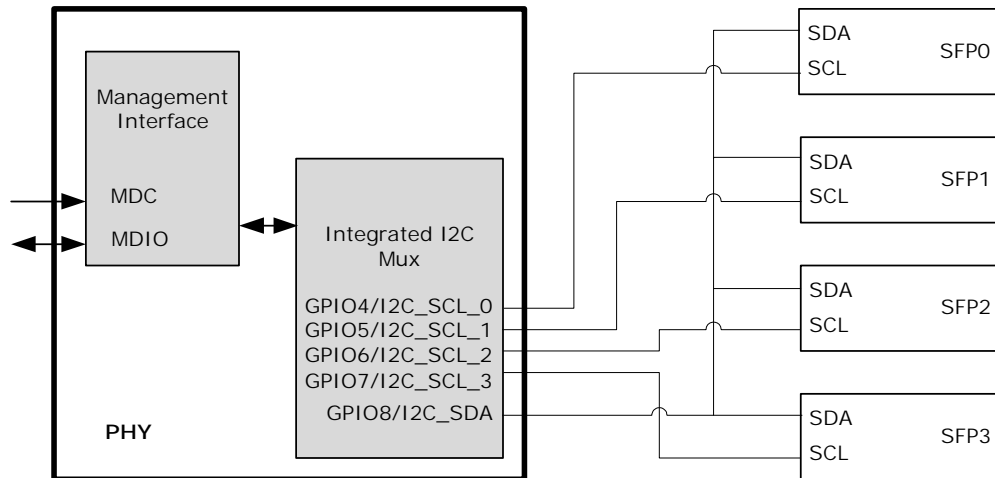 Management
Interface
MDC
MDIO
PHY
Integrated I2C
Mux
GPIO4/I2C_SCL_0
GPIO5/I2C_SCL_1
GPIO6/I2C_SCL_2
GPIO7/I2C_SCL_3
GPIO8/I2C_SDA
SDA
SCL
SFP0
SDA
SCL
SFP1
SDA
SCL
SFP2
SDA
SCL
SFP3